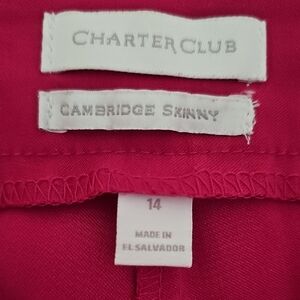 CHARTER CLUB
CAMBRIDGE SKINNY
14
MADE IN
EL SALVADOR